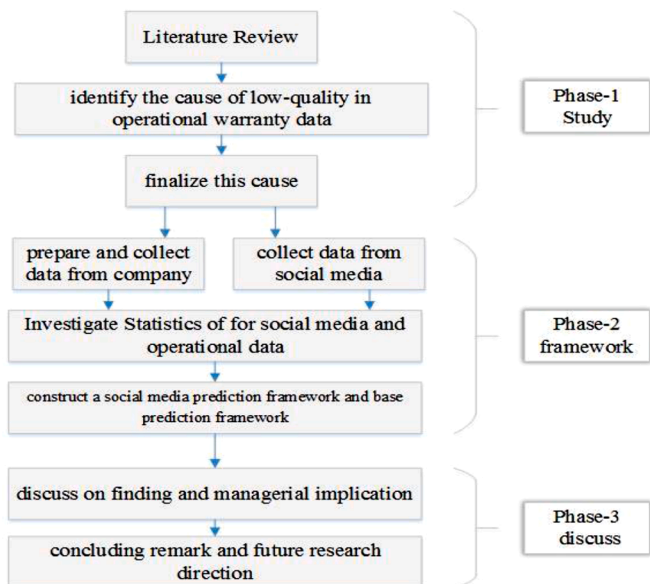 Literature Review
identify the cause of low-quality in
operational warranty data
Phase-1
Study
finalize this cause
prepare and collect
data from company
collect data from
social media
Investigate Statistics of for social media and
operational data
Phase-2
framework
construct a social media prediction framework and base
prediction framework
discuss on finding and managerial implication
Phase-3
discuss
concluding remark and future research
direction